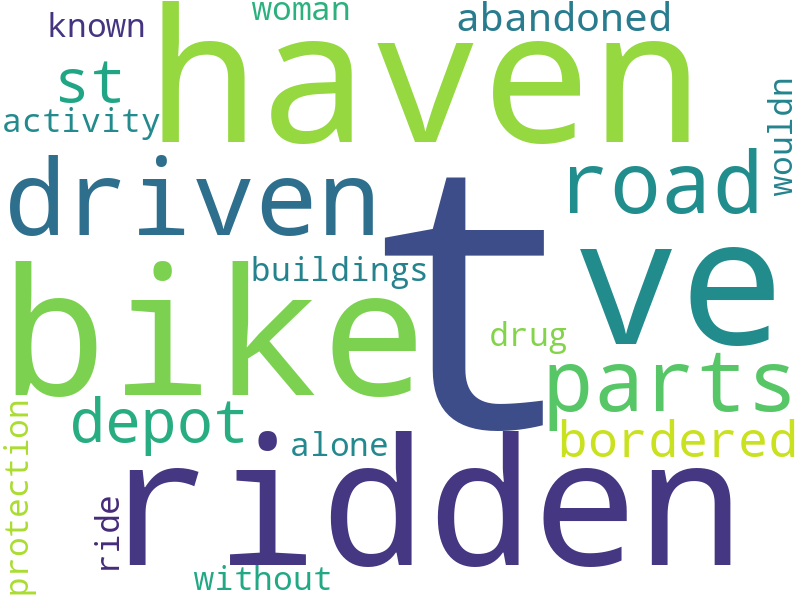 woman
known
abandoned
haven
st
activity
wouldn
driven
road
t
ve
buildings
bike
drug
parts
depot
bordered
alone
protection
ridden
ride
without